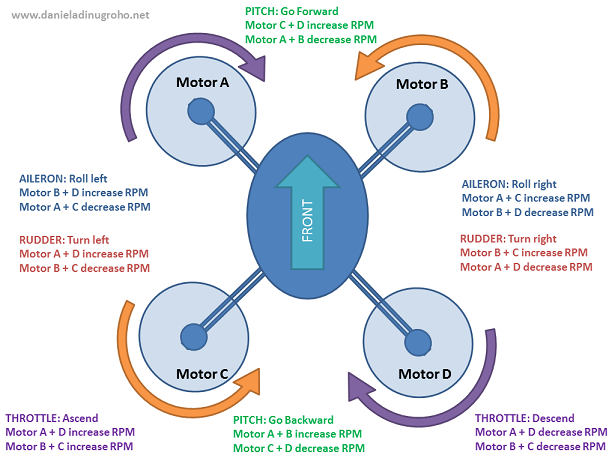 www.danieladinugroho.net
PITCH: Go Forward
Motor C + D increase RPM
Motor A + B decrease RPM
Motor A
Motor B
AILERON: Roll left
Motor B + D increase RPM
Motor A + C decrease RPM
AILERON: Roll right
Motor A + C increase RPM
Motor B + D decrease RPM
FRONT
RUDDER: Turn left
Motor A + D increase RPM
Motor B + C decrease RPM
RUDDER: Turn right
Motor B + C increase RPM
Motor A + D decrease RPM
Motor C
Motor D
THROTTLE: Ascend
Motor A + D increase RPM
Motor B + C increase RPM
PITCH: Go Backward
Motor A + B increase RPM
Motor C + D decrease RPM
THROTTLE: Descend
Motor A + D decrease RPM
Motor B + C decrease RPM